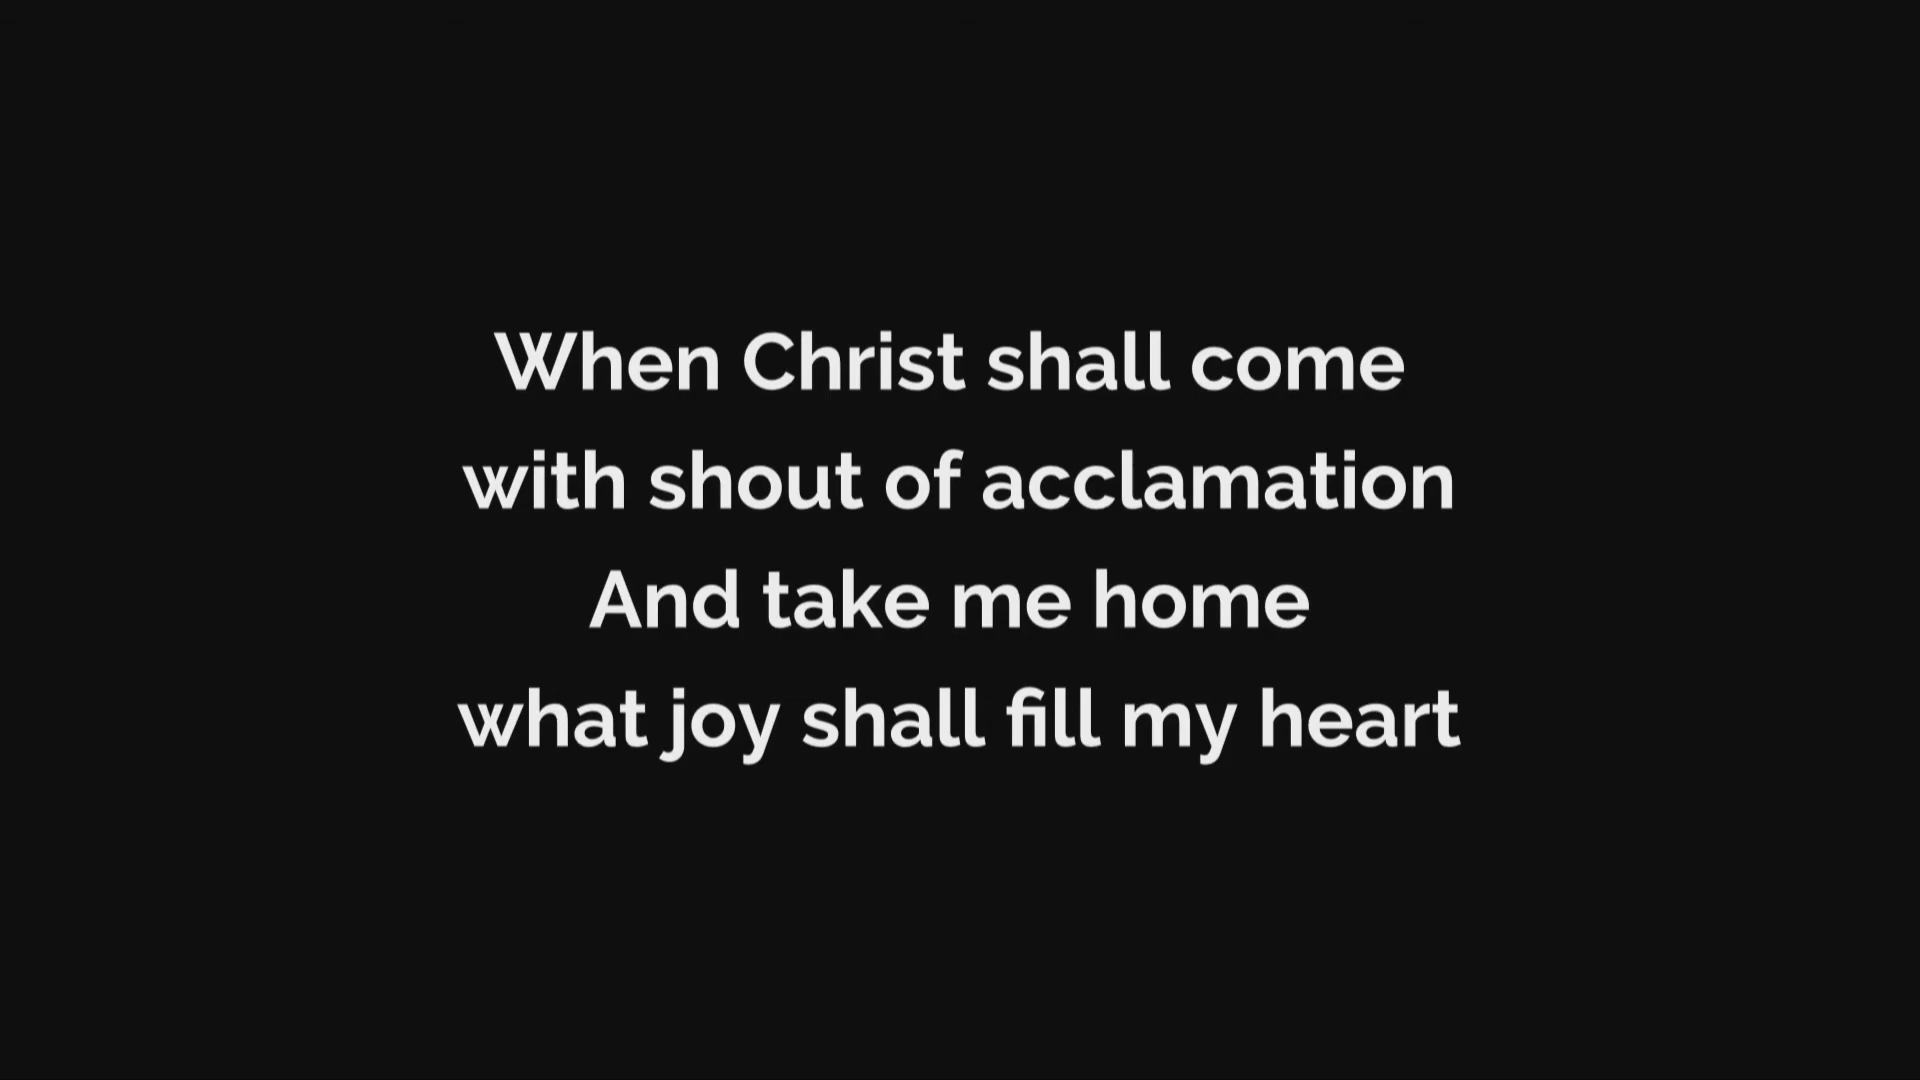 When Christ shall come
with shout of acclamation
And take me home
what joy shall fill my heart